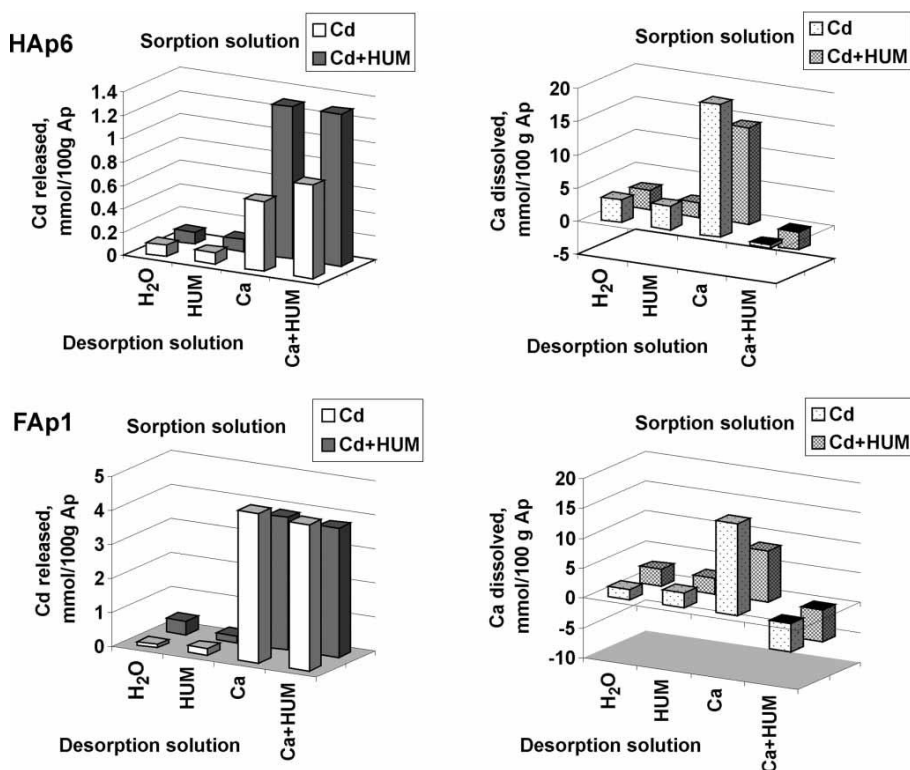 HAp6
Sorption solution
Cd
Cd+HUM
Cd released,
mmol/100g Ap
1.4
1.2
1
0.8
0.6
0.4
0.2
0
H₂O
HUM
Ca
Ca+HUM
Desorption solution
Sorption solution
Cd
Cd+HUM
Ca dissolved,
mmol/100 g Ap
20
15
10
5
0
-5
H₂O
HUM
Ca
Ca+HUM
Desorption solution
FAp1
Sorption solution
Cd
Cd+HUM
Cd released,
mmol/100g Ap
5
4
3
2
1
0
H₂O
HUM
Ca
Ca+HUM
Desorption solution
Sorption solution
Cd
Cd+HUM
Ca dissolved,
mmol/100 g Ap
20
15
10
5
0
-5
-10
H₂O
HUM
Ca
Ca+HUM
Desorption solution